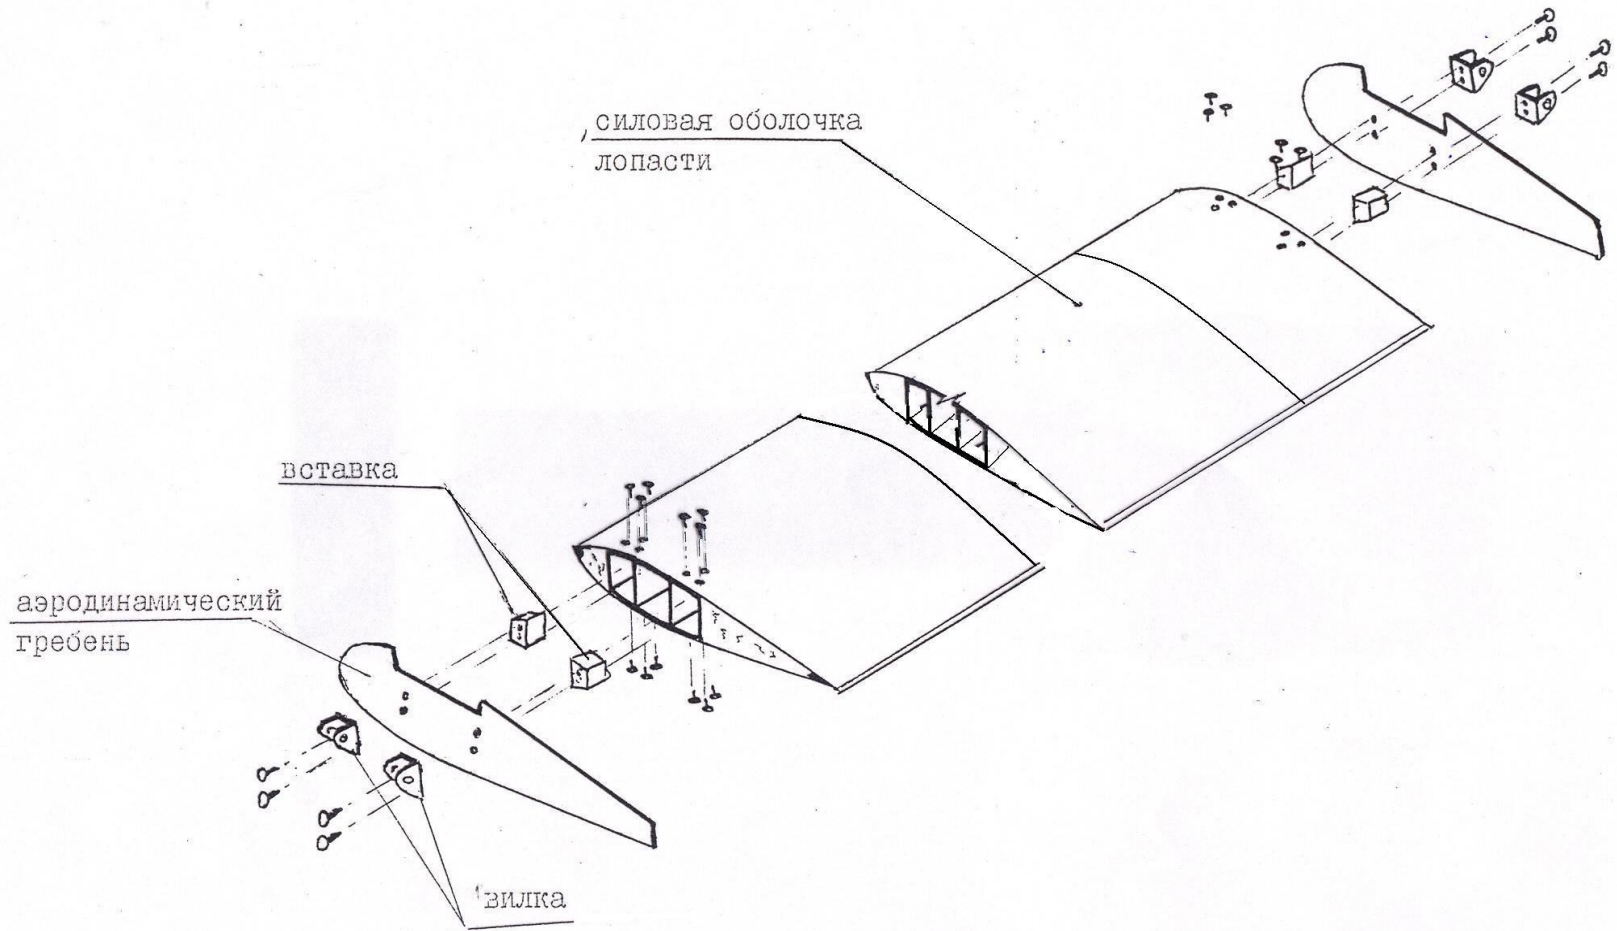 силовая оболочка
лопасти
вставка
аэродинамический
гребень
вилка